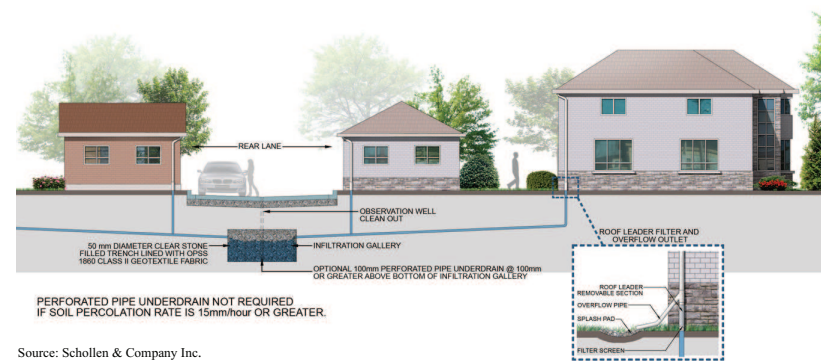 REAR LANE
OBSERVATION WELL
CLEAN OUT
50 mm DIAMETER CLEAR STONE
FILLED TRENCH LINED WITH OPSS
1860 CLASS II GEOTEXTILE FABRIC
INFILTRATION GALLERY
OPTIONAL 100mm PERFORATED PIPE UNDERDRAIN @ 100mm
OR GREATER ABOVE BOTTOM OF INFILTRATION GALLERY
ROOF LEADER FILTER AND
OVERFLOW OUTLET
ROOF LEADER
REMOVABLE SECTION
OVERFLOW PIPE
SPLASH PAD
FILTER SCREEN
PERFORATED PIPE UNDERDRAIN NOT REQUIRED
IF SOIL PERCOLATION RATE IS 15mm/hour OR GREATER.
Source: Schollen & Company Inc.